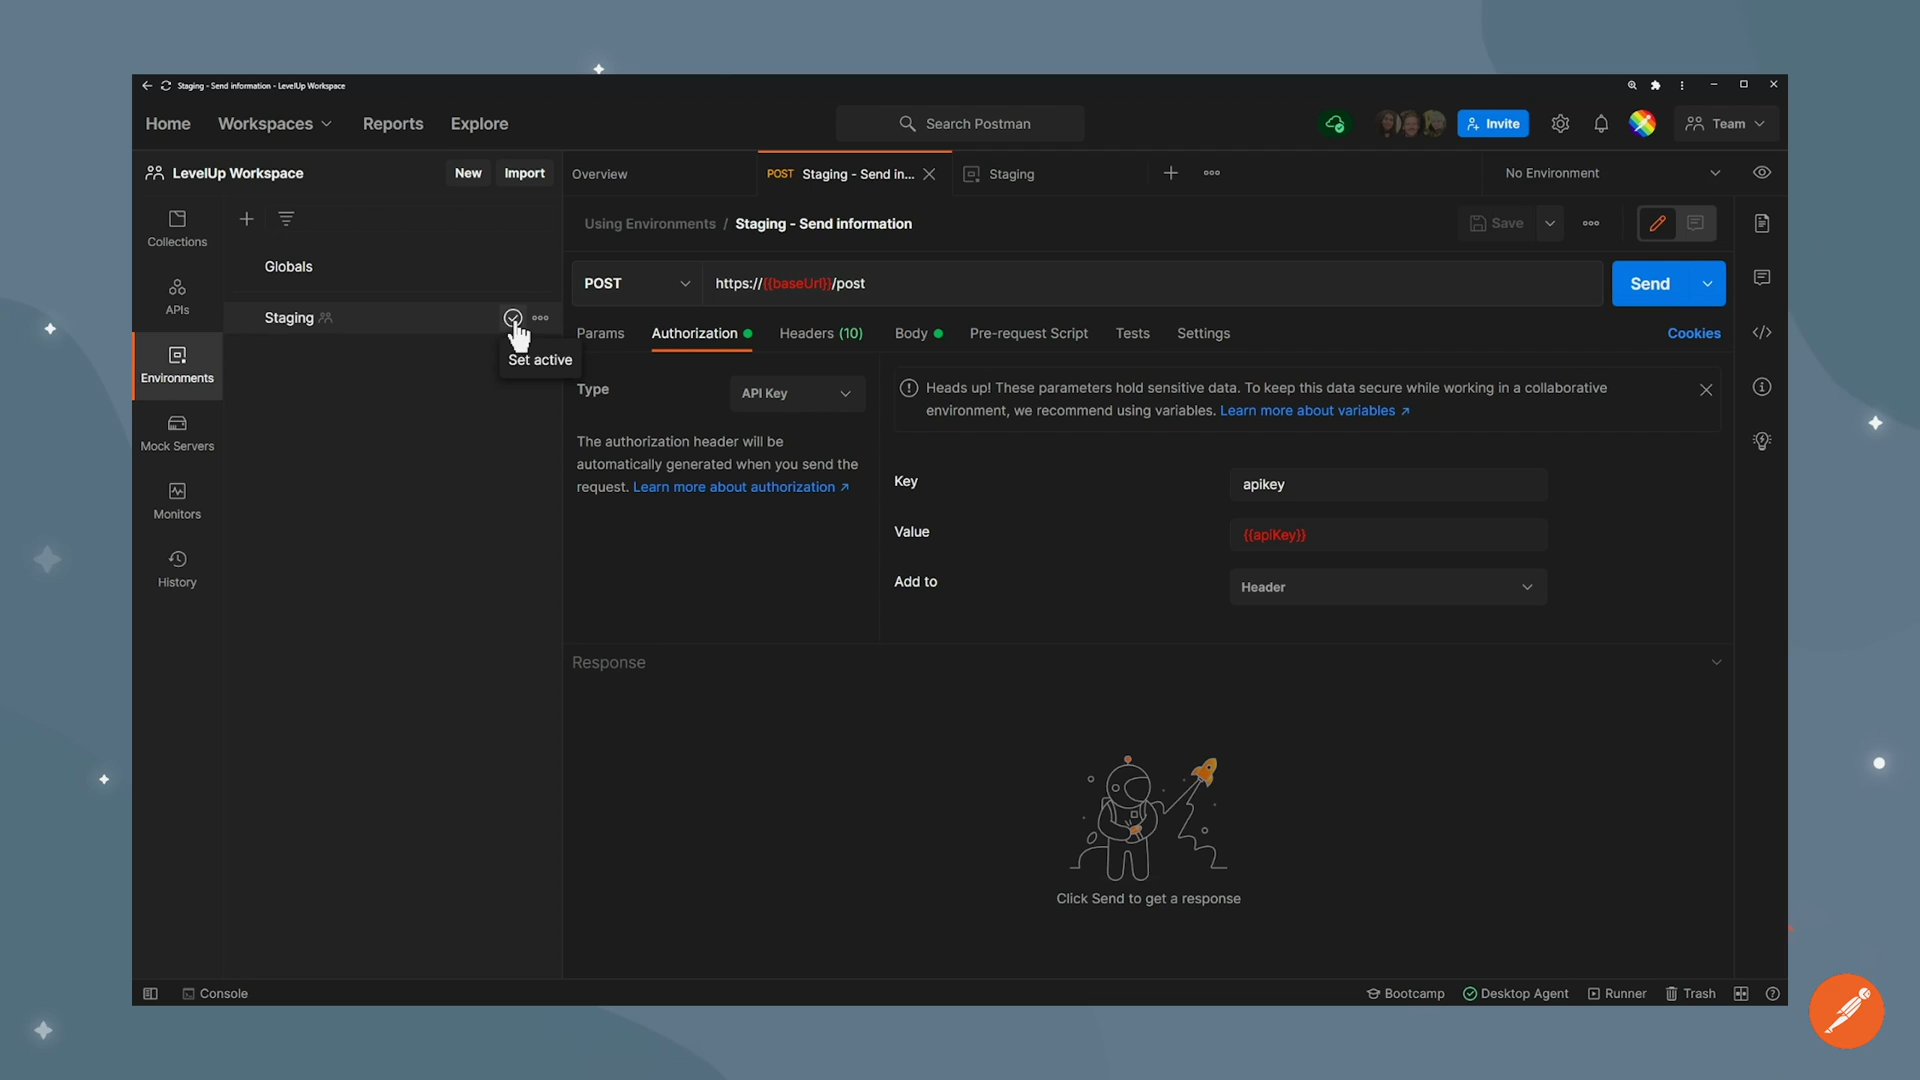 Staging - Send information - LevelUp Workspace
Home Workspaces Reports Explore
Search Postman
Invite
Team
LevelUp Workspace
New Import
Overview
POST Staging - Send in...
Staging
No Environment
Collections
APIs
Environments
Mock Servers
Monitors
History
Globals
Staging
Set active
Using Environments / Staging - Send information
Save
POST
https://{{baseUrl}}/post
Send
Params Authorization Headers (10) Body Pre-request Script Tests Settings
Cookies
Type
API Key
The authorization header will be
automatically generated when you send the
request. Learn more about authorization ↗
Heads up! These parameters hold sensitive data. To keep this data secure while working in a collaborative
environment, we recommend using variables. Learn more about variables ↗
Key
apikey
Value
{{apiKey}}
Add to
Header
Response
Click Send to get a response
Console
Bootcamp Desktop Agent Runner Trash